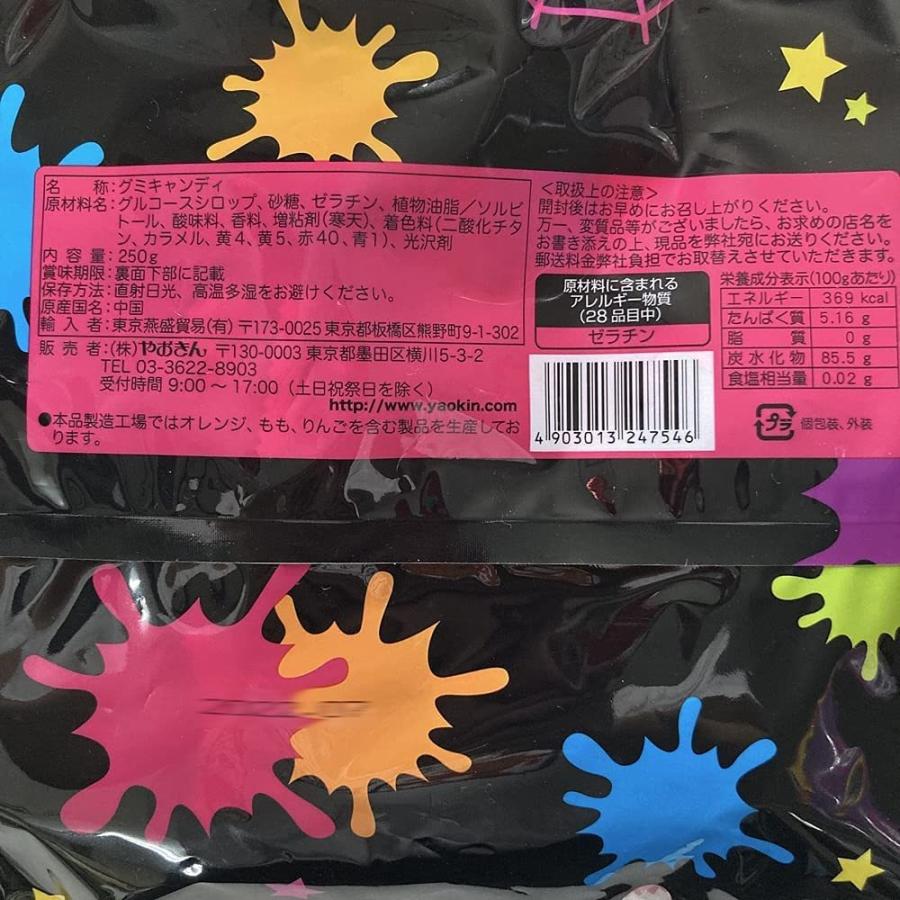 名　称:グミキャンディ
原材料名:グルコースシロップ、砂糖、ゼラチン、植物油脂／ソルビ
トール、酸味料、香料、増粘剤(寒天)、着色料(二酸化チタ
ン、カラメル、黄4、黄5、赤40、青1)、光沢剤
内容量:250g
賞味期限:裏面下部に記載
保存方法:直射日光、高温多湿をお避けください。
原産国名:中国
輸入者:東京燕盛貿易(有) 〒173-0025 東京都板橋区熊野町9-1-302
販売者:(株)やおきん 〒130-0003 東京都墨田区横川5-3-2
TEL 03-3622-8903
受付時間 9:00～17:00（土日祝祭日を除く）
http://www.yaokin.com
●本品製造工場ではオレンジ、もも、りんごを含む製品を生産してお
ります。
＜取扱上の注意＞
開封後はお早めにお召し上がりください。
万一、変質品等がございましたら、お求めの店名を
お書き添えの上、現品を弊社宛にお送りください。
郵送料金弊社負担でお取替えさせていただきます。
原材料に含まれる
アレルギー物質
(28品目中)
ゼラチン
4 903013 247546
栄養成分表示(100gあたり)
エネルギー 369 kcal
たんぱく質 5.16 g
脂質 0 g
炭水化物 85.5 g
食塩相当量 0.02 g
プラ 個包装、外装